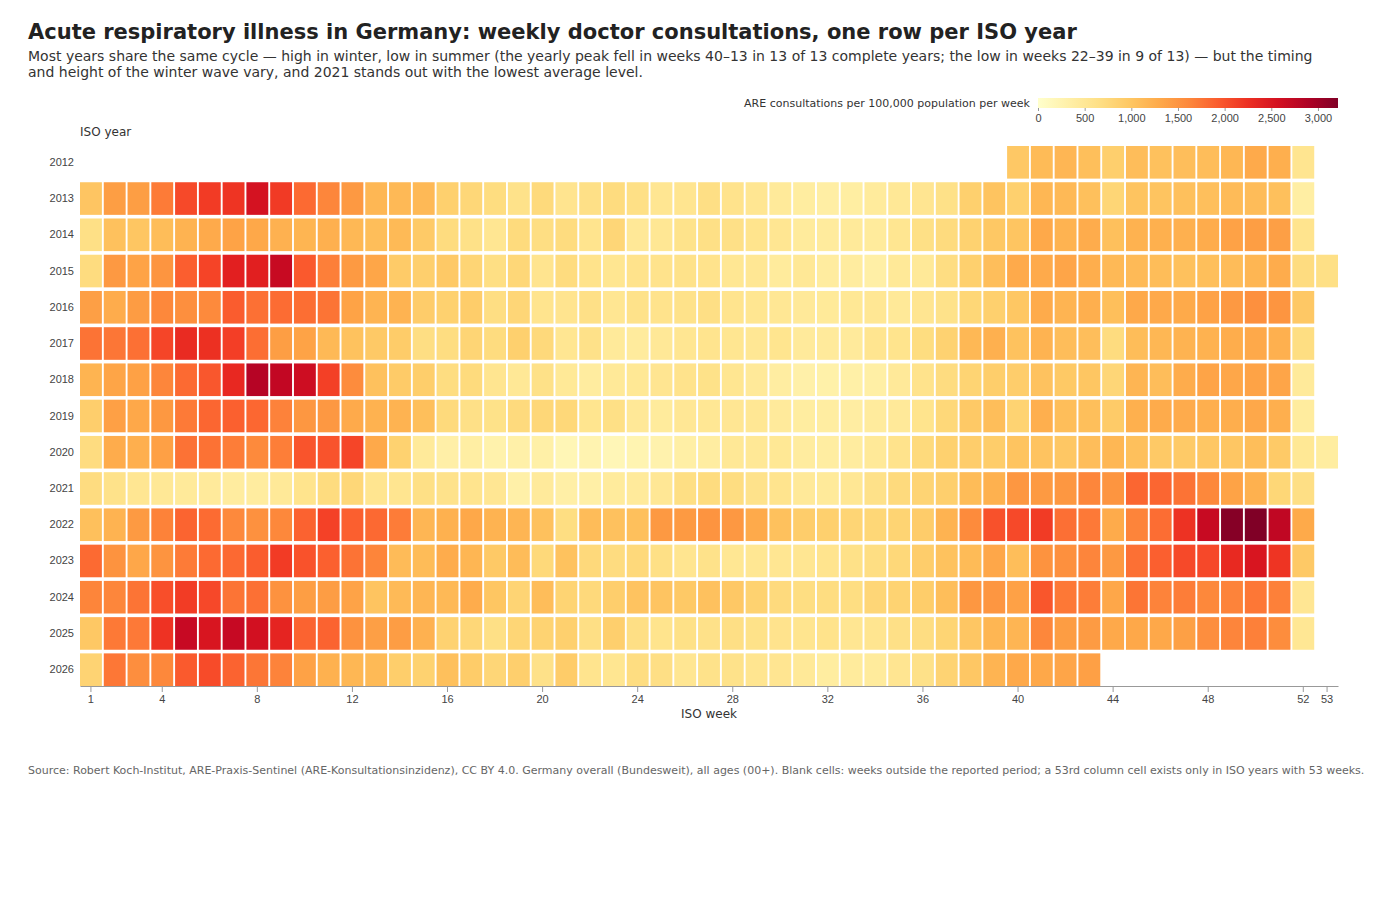 Acute respiratory illness in Germany: weekly doctor consultations, one row per ISO year
Most years share the same cycle — high in winter, low in summer (the yearly peak fell in weeks 40–13 in 13 of 13 complete years; the low in weeks 22–39 in 9 of 13) — but the timing
and height of the winter wave vary, and 2021 stands out with the lowest average level.
ARE consultations per 100,000 population per week
0 500 1,000 1,500 2,000 2,500 3,000
ISO year
2012
2013
2014
2015
2016
2017
2018
2019
2020
2021
2022
2023
2024
2025
2026
1 4 8 12 16 20 24 28 32 36 40 44 48 52 53
ISO week
Source: Robert Koch-Institut, ARE-Praxis-Sentinel (ARE-Konsultationsinzidenz), CC BY 4.0. Germany overall (Bundesweit), all ages (00+). Blank cells: weeks outside the reported period; a 53rd column cell exists only in ISO years with 53 weeks.